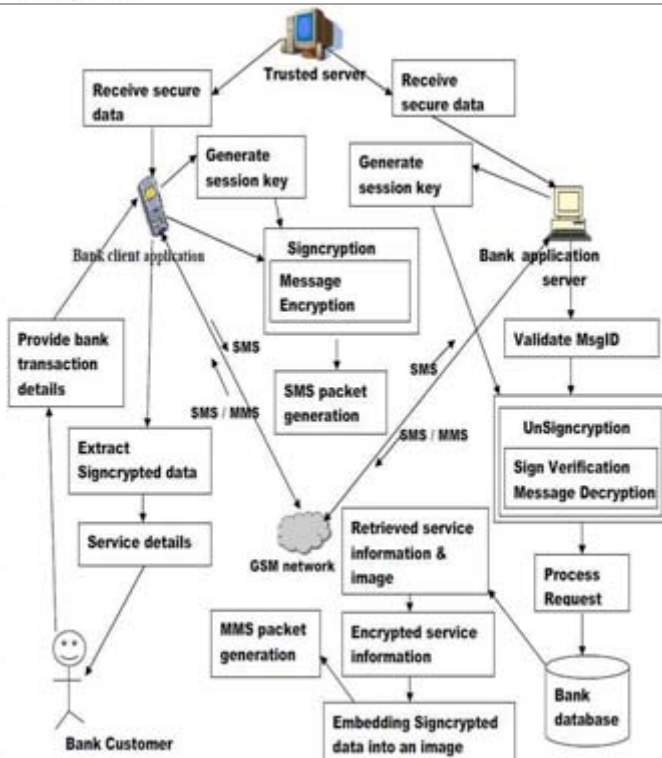 Trusted server
Receive secure
data
Receive
secure data
Generate
session key
Generate
session key
Bank client application
Signcryption
Message
Encryption
Bank application
server
Provide bank
transaction
details
SMS
SMS / MMS
SMS packet
generation
SMS
SMS / MMS
Validate MsgID
UnSigncryption
Sign Verification
Message Decryption
Extract
Signcrypted data
Service details
GSM network
Retrieved service
information &
image
Process
Request
MMS packet
generation
Encrypted service
information
Bank
database
Embedding Signcrypted
data into an image
Bank Customer